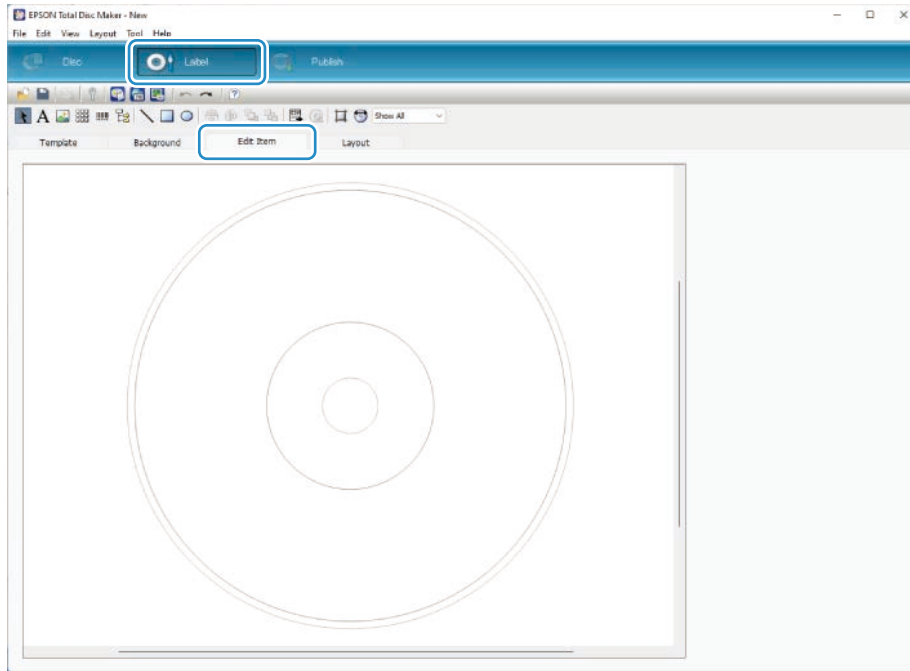 EPSON Total Disc Maker - New
File Edit View Layout Tool Help
Disc Label Publish
A Show All
Template Background Edit Item Layout